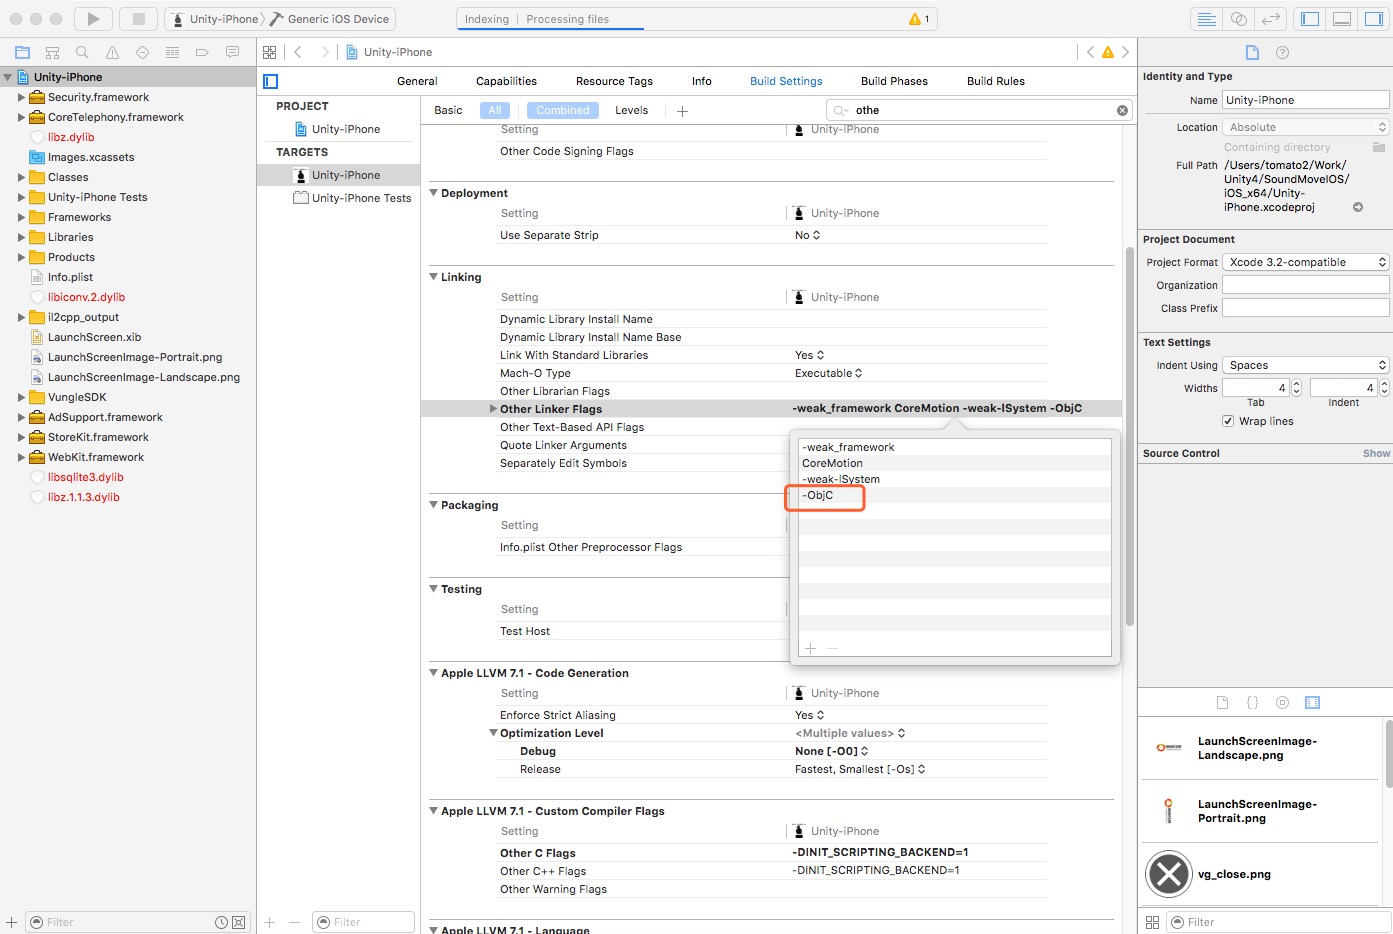 Unity-iPhone
Generic iOS Device
Indexing
Processing files
1
Unity-iPhone
Security.framework
CoreTelephony.framework
libz.dylib
Images.xcassets
Classes
Unity-iPhone Tests
Frameworks
Libraries
Products
Info.plist
libiconv.2.dylib
il2cpp_output
LaunchScreen.xib
LaunchScreenImage-Portrait.png
LaunchScreenImage-Landscape.png
VungleSDK
AdSupport.framework
StoreKit.framework
WebKit.framework
libsqlite3.dylib
libz.1.1.3.dylib
Filter
Unity-iPhone
General
Capabilities
Resource Tags
Info
Build Settings
Build Phases
Build Rules
PROJECT
Unity-iPhone
TARGETS
Unity-iPhone
Unity-iPhone Tests
Filter
Basic
All
Combined
Levels
othe
Setting
Unity-iPhone
Other Code Signing Flags
Deployment
Setting
Unity-iPhone
Use Separate Strip
No
Linking
Setting
Unity-iPhone
Dynamic Library Install Name
Dynamic Library Install Name Base
Link With Standard Libraries
Yes
Mach-O Type
Executable
Other Librarian Flags
Other Linker Flags
-weak_framework CoreMotion -weak-lSystem -ObjC
Other Text-Based API Flags
Quote Linker Arguments
Separately Edit Symbols
-weak_framework
CoreMotion
-weak-lSystem
-ObjC
Packaging
Setting
Info.plist Other Preprocessor Flags
Testing
Setting
Test Host
Apple LLVM 7.1 - Code Generation
Setting
Unity-iPhone
Enforce Strict Aliasing
Yes
Optimization Level
<Multiple values>
Debug
None [-O0]
Release
Fastest, Smallest [-Os]
Apple LLVM 7.1 - Custom Compiler Flags
Setting
Unity-iPhone
Other C Flags
-DINIT_SCRIPTING_BACKEND=1
Other C++ Flags
-DINIT_SCRIPTING_BACKEND=1
Other Warning Flags
Apple LLVM 7.1 - Language
Identity and Type
Name
Unity-iPhone
Location
Absolute
Containing directory
Full Path
/Users/tomato2/Work/
Unity4/SoundMoveIOS/
iOS_x64/Unity-
iPhone.xcodeproj
Project Document
Project Format
Xcode 3.2-compatible
Organization
Class Prefix
Text Settings
Indent Using
Spaces
Widths
4
4
Tab
Indent
Wrap lines
Source Control
Show
LaunchScreenImage-
Landscape.png
LaunchScreenImage-
Portrait.png
vg_close.png
Filter